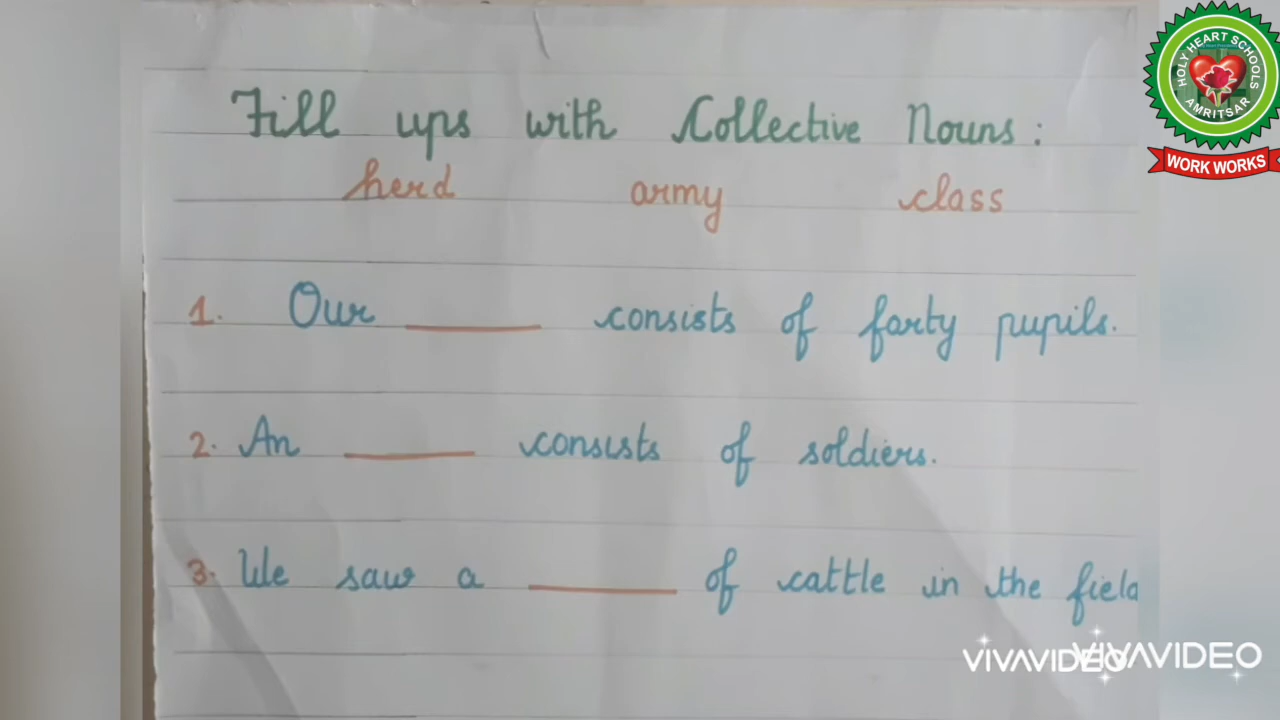 Fill ups with Collective Nouns:
herd army class
1. Our ______ consists of forty pupils.
2. An ______ consists of soldiers.
3. We saw a ______ of cattle in the field
HOLY HEART SCHOOLS
AMRITSAR
WORK WORKS
VIVAVIDEO
VIVAVIDEO